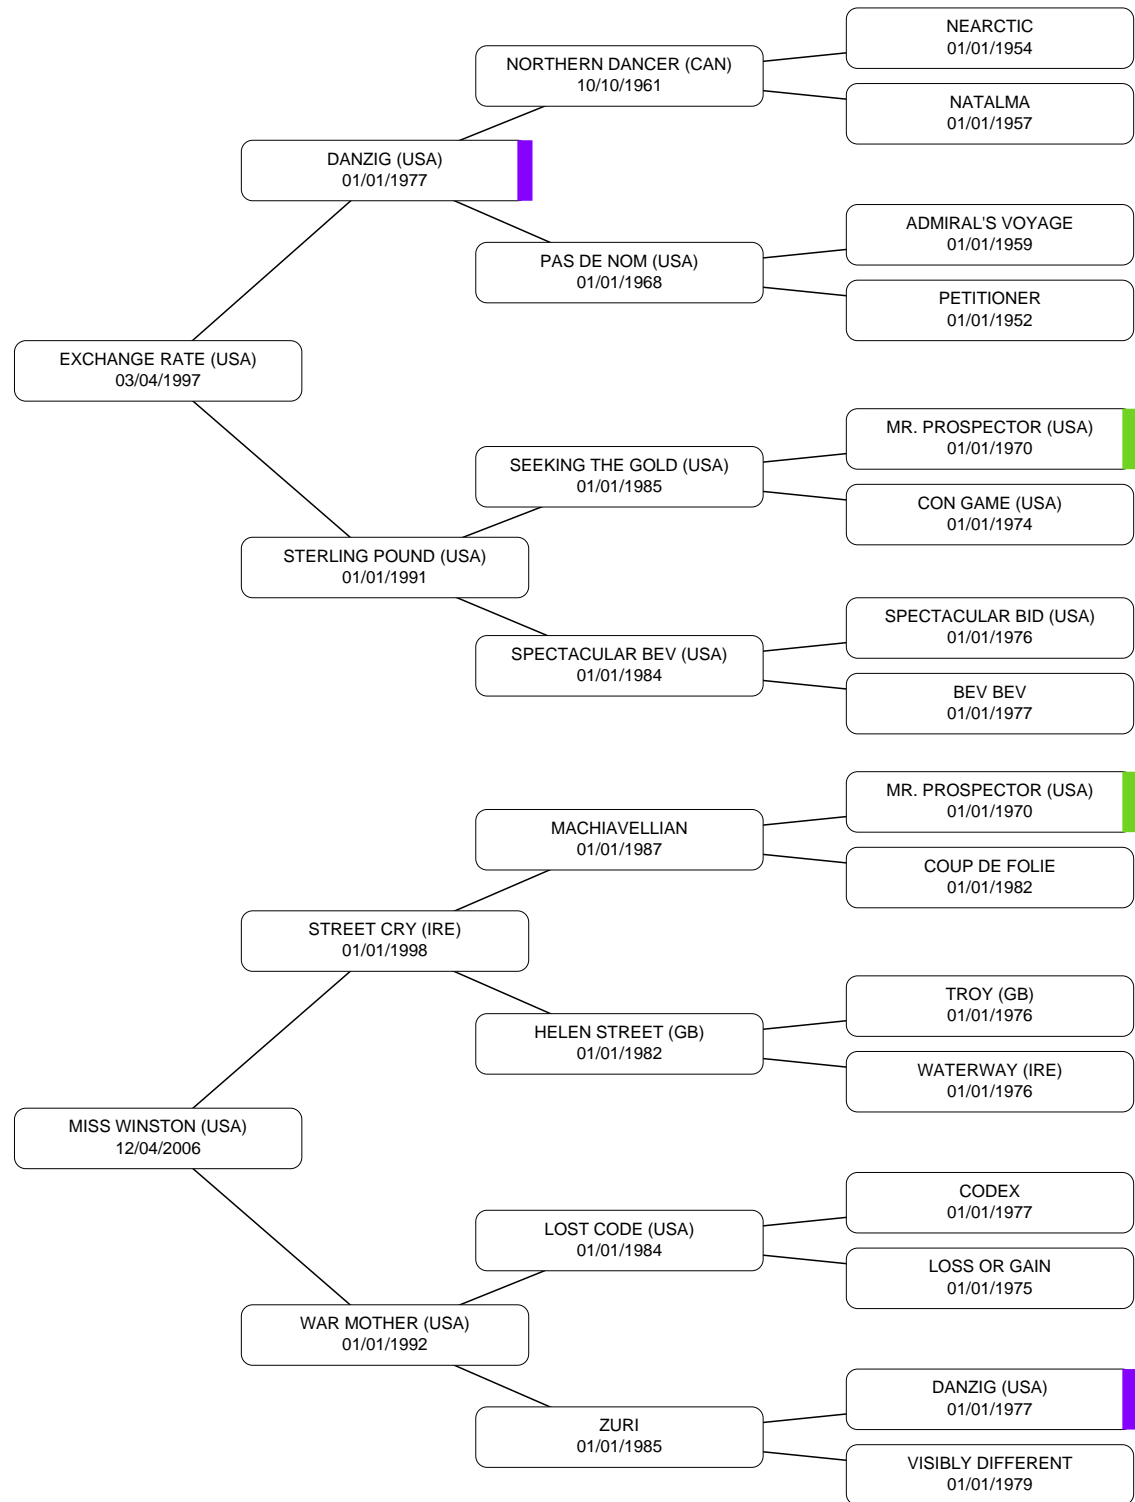 NEARCTIC
01/01/1954
NORTHERN DANCER (CAN)
10/10/1961
NATALMA
01/01/1957
DANZIG (USA)
01/01/1977
ADMIRAL'S VOYAGE
01/01/1959
PAS DE NOM (USA)
01/01/1968
PETITIONER
01/01/1952
EXCHANGE RATE (USA)
03/04/1997
MR. PROSPECTOR (USA)
01/01/1970
SEEKING THE GOLD (USA)
01/01/1985
CON GAME (USA)
01/01/1974
STERLING POUND (USA)
01/01/1991
SPECTACULAR BID (USA)
01/01/1976
SPECTACULAR BEV (USA)
01/01/1984
BEV BEV
01/01/1977
MR. PROSPECTOR (USA)
01/01/1970
MACHIAVELLIAN
01/01/1987
COUP DE FOLIE
01/01/1982
STREET CRY (IRE)
01/01/1998
TROY (GB)
01/01/1976
HELEN STREET (GB)
01/01/1982
WATERWAY (IRE)
01/01/1976
MISS WINSTON (USA)
12/04/2006
CODEX
01/01/1977
LOST CODE (USA)
01/01/1984
LOSS OR GAIN
01/01/1975
WAR MOTHER (USA)
01/01/1992
DANZIG (USA)
01/01/1977
ZURI
01/01/1985
VISIBLY DIFFERENT
01/01/1979